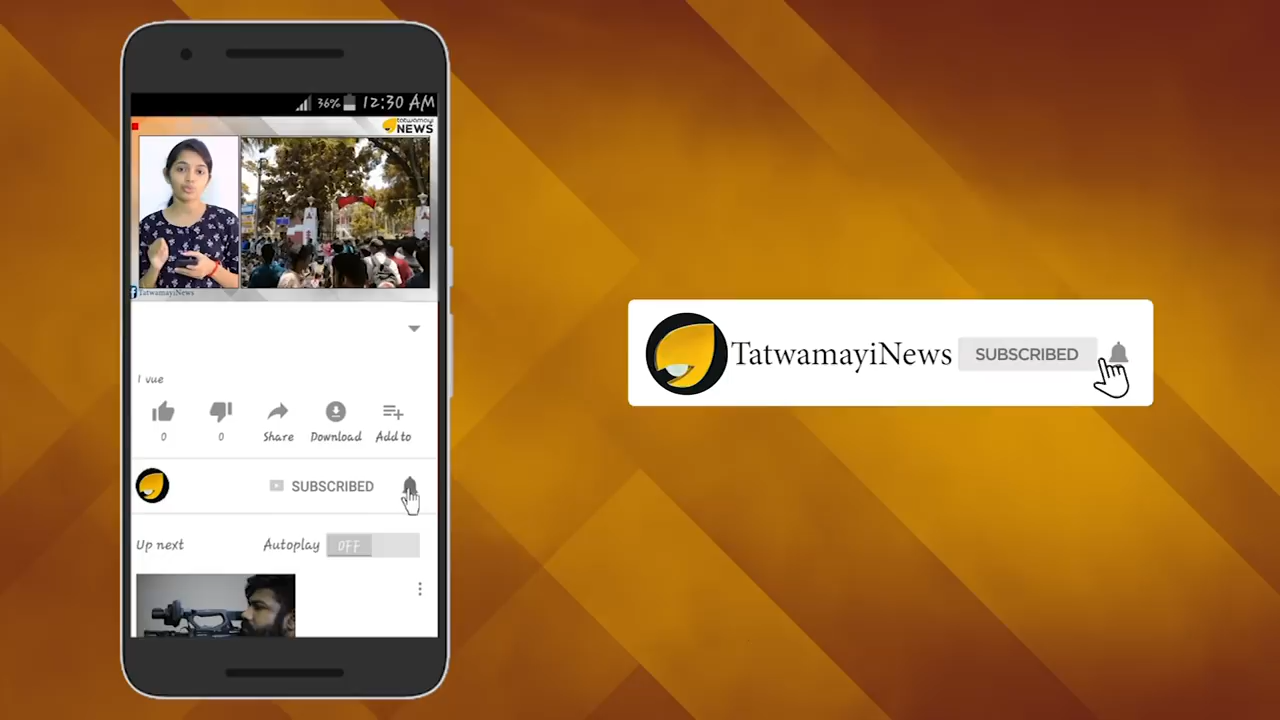 36% 12:30 AM
tatwamayi
NEWS
TatwamayiNews
1 vue
0 0 Share Download Add to
SUBSCRIBED
Up next Autoplay OFF
TatwamayiNews SUBSCRIBED